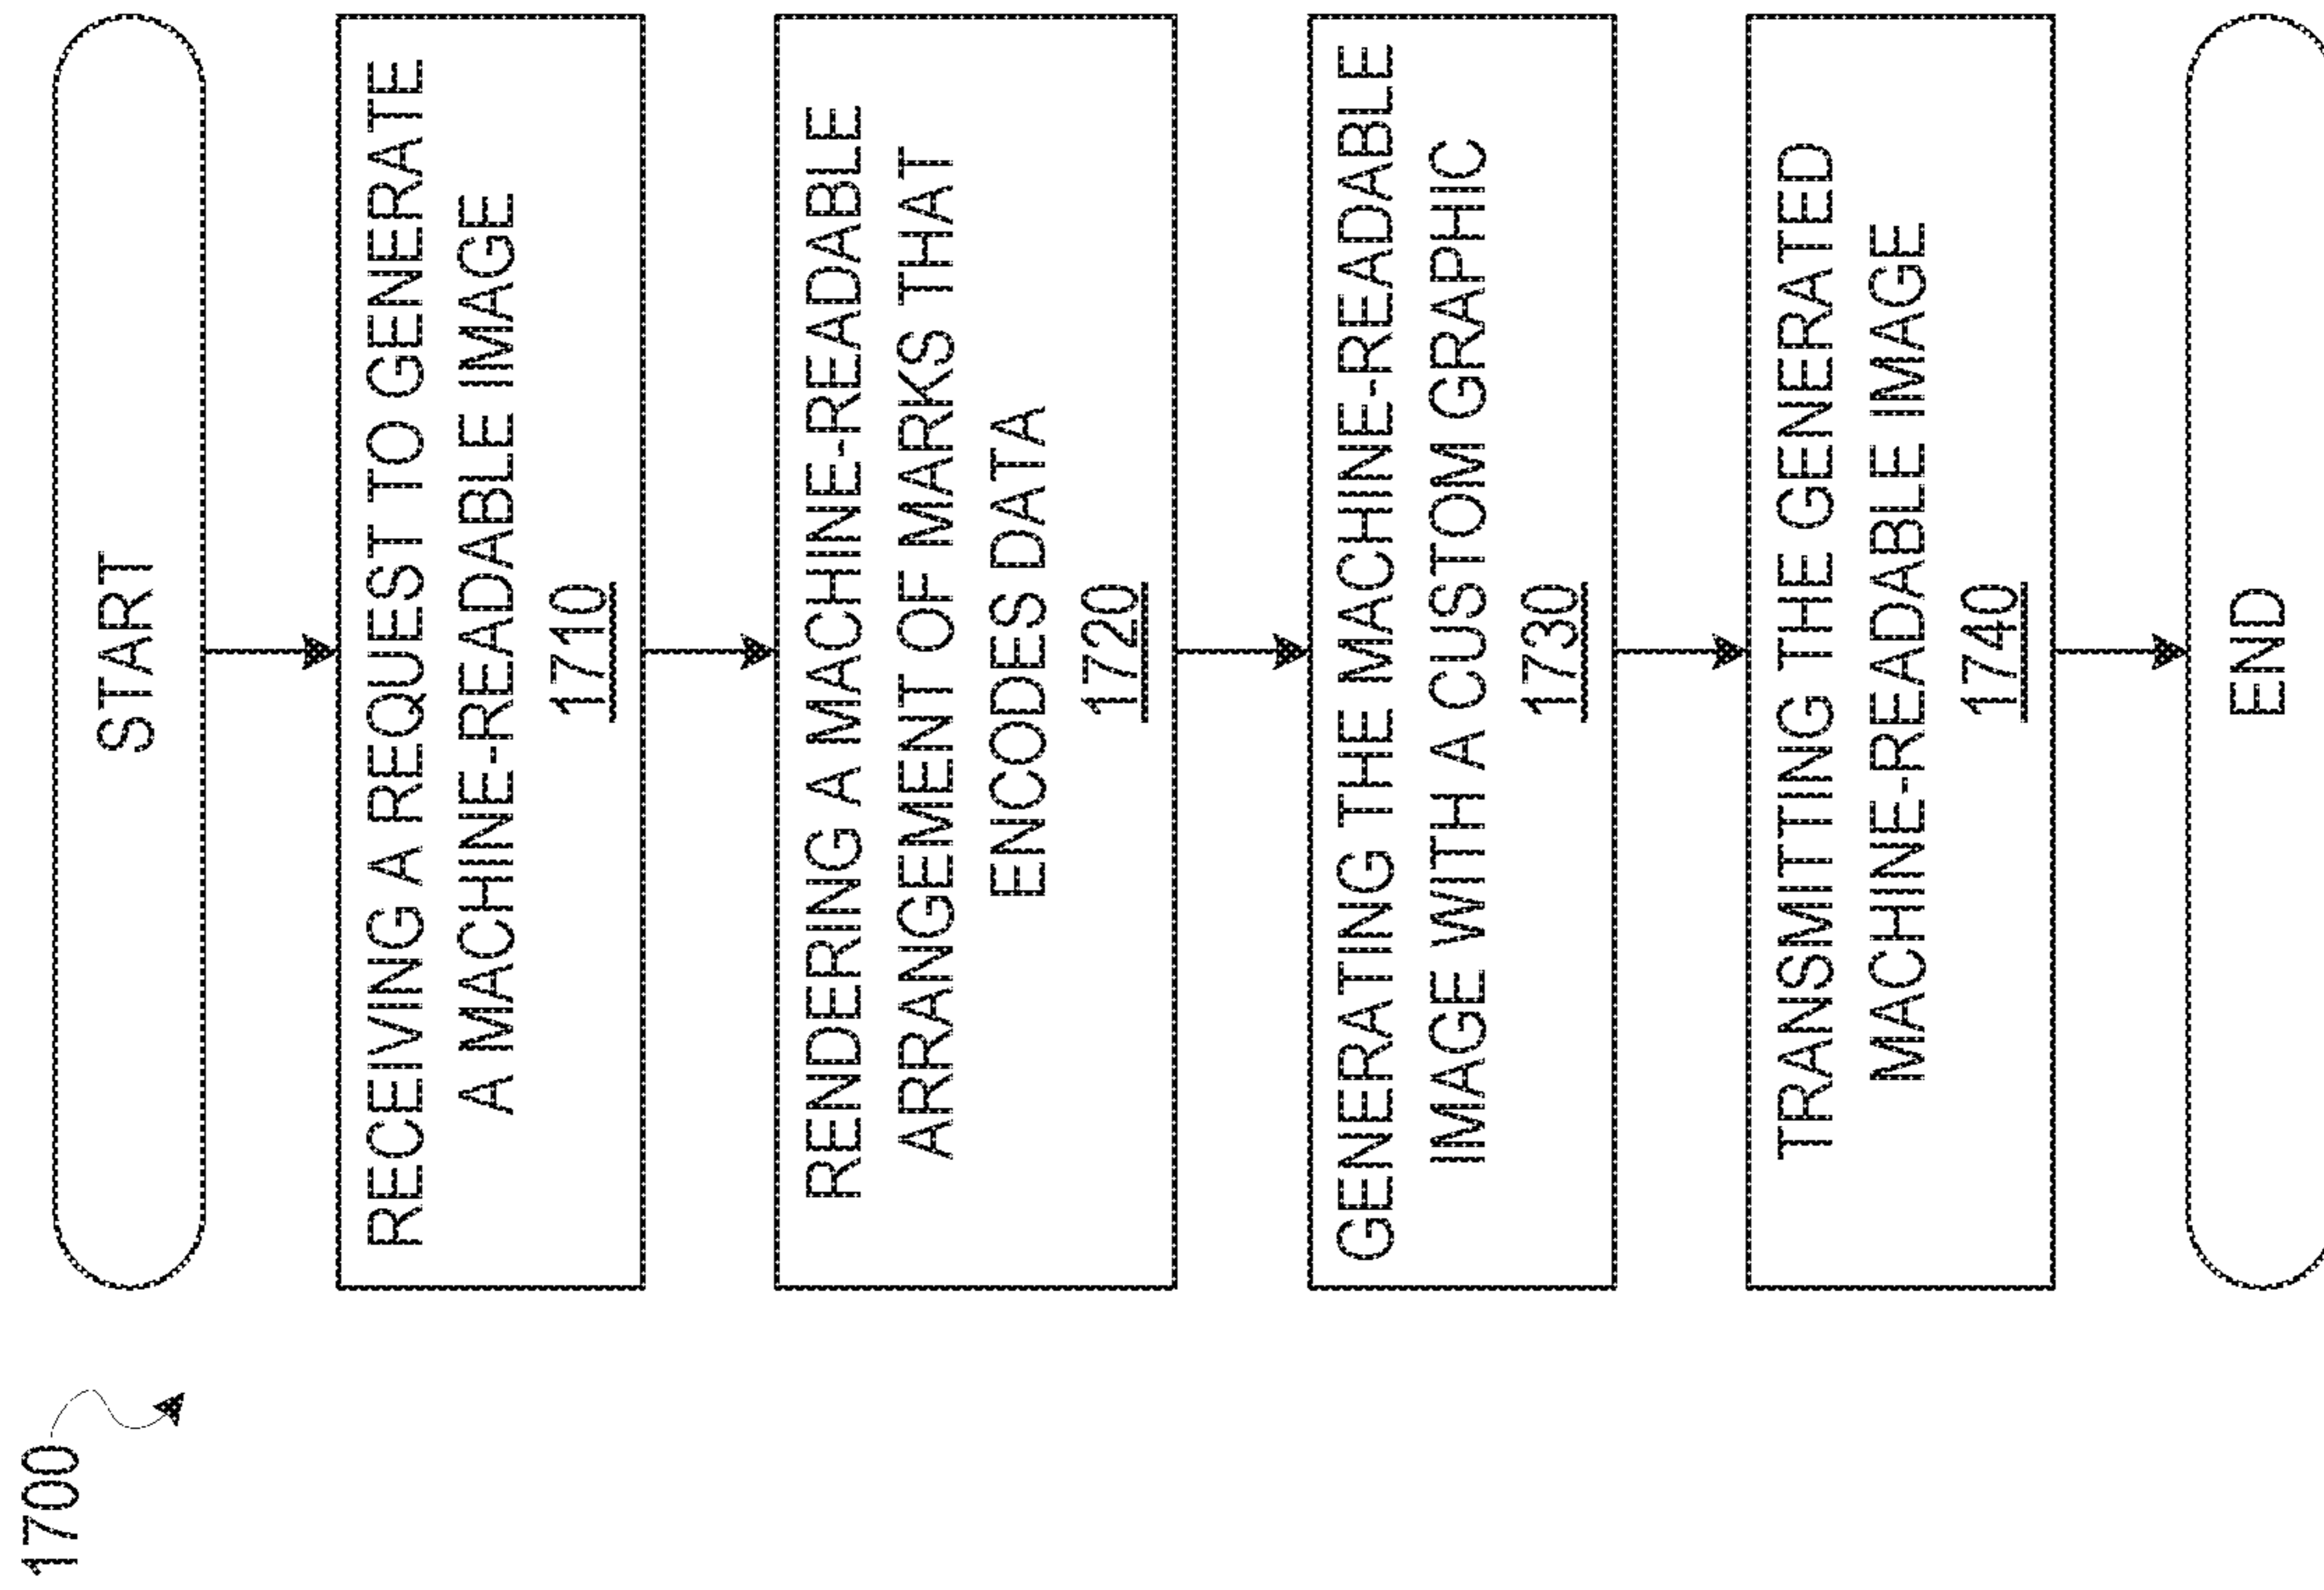 1700
START
RECEIVING A REQUEST TO GENERATE
A MACHINE-READABLE IMAGE
1710
RENDERING A MACHINE-READABLE
ARRANGEMENT OF MARKS THAT
ENCODES DATA
1720
GENERATING THE MACHINE-READABLE
IMAGE WITH A CUSTOM GRAPHIC
1730
TRANSMITTING THE GENERATED
MACHINE-READABLE IMAGE
1740
END